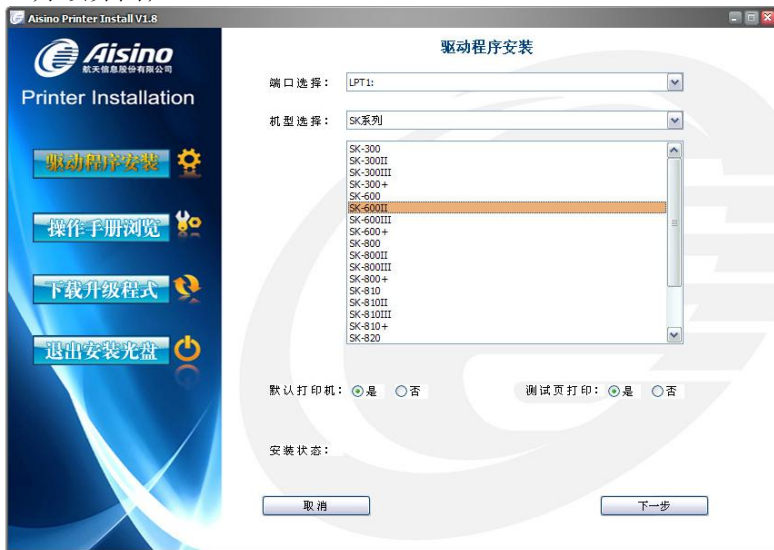 Aisino Printer Install V1.8
Aisino
航天信息股份有限公司
Printer Installation
驱动程序安装
操作手册浏览
下载升级程式
退出安装光盘
驱动程序安装
端口选择： LPT1:
机型选择： SK系列
SK-300
SK-300II
SK-300III
SK-300+
SK-600
SK-600II
SK-600III
SK-600+
SK-800
SK-800II
SK-800III
SK-800+
SK-810
SK-810II
SK-810III
SK-810+
SK-820
默认打印机： 是 否 测试页打印： 是 否
安装状态：
取消 下一步